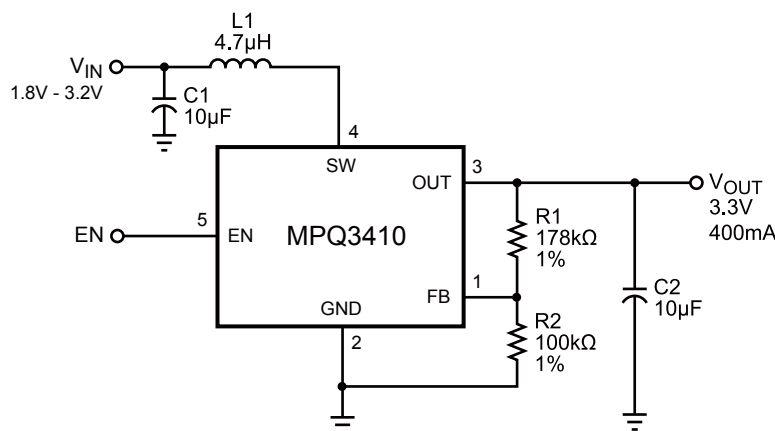 L1
4.7µH
VIN
1.8V - 3.2V
C1
10µF
4
SW
3
OUT
VOUT
3.3V
400mA
R1
178kΩ
1%
5
EN
EN
MPQ3410
1
FB
C2
10µF
GND
R2
100kΩ
1%
2